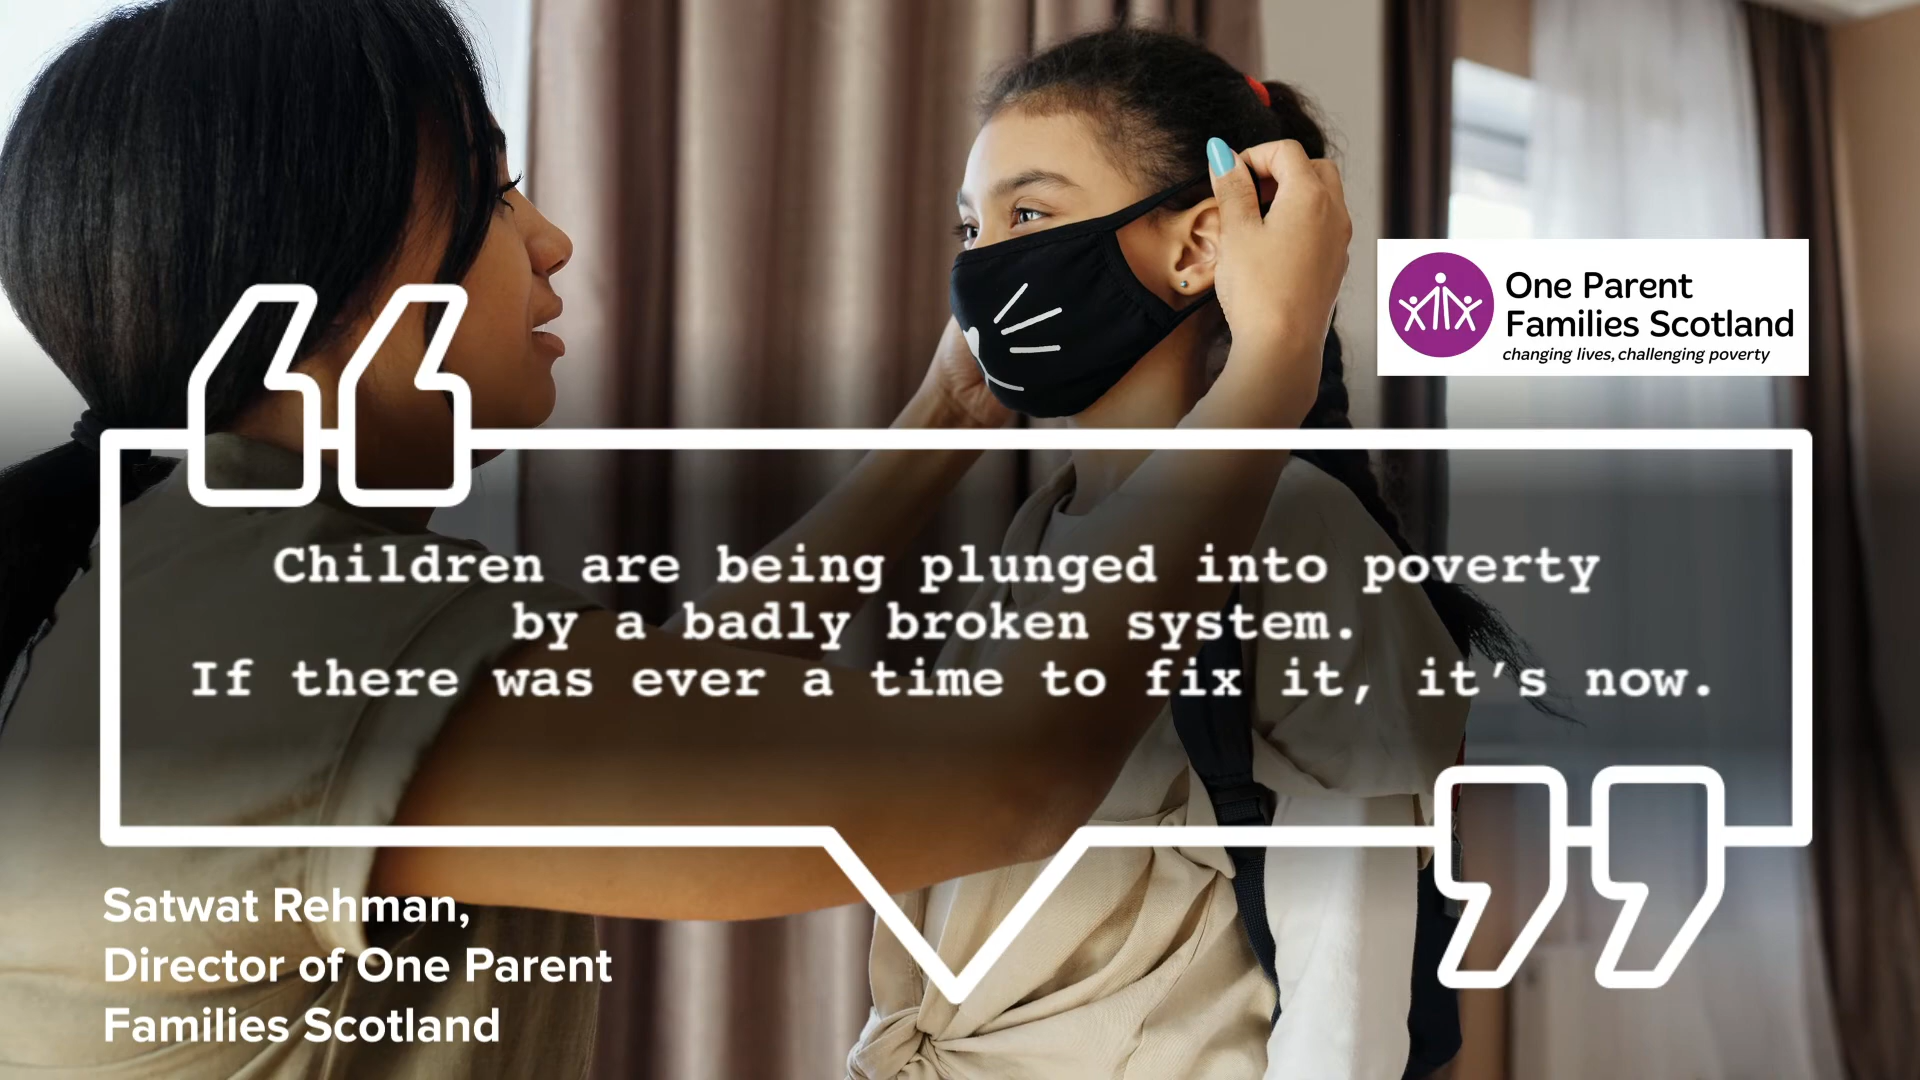 One Parent
Families Scotland
changing lives, challenging poverty
Children are being plunged into poverty
by a badly broken system.
If there was ever a time to fix it, it's now.
Satwat Rehman,
Director of One Parent
Families Scotland